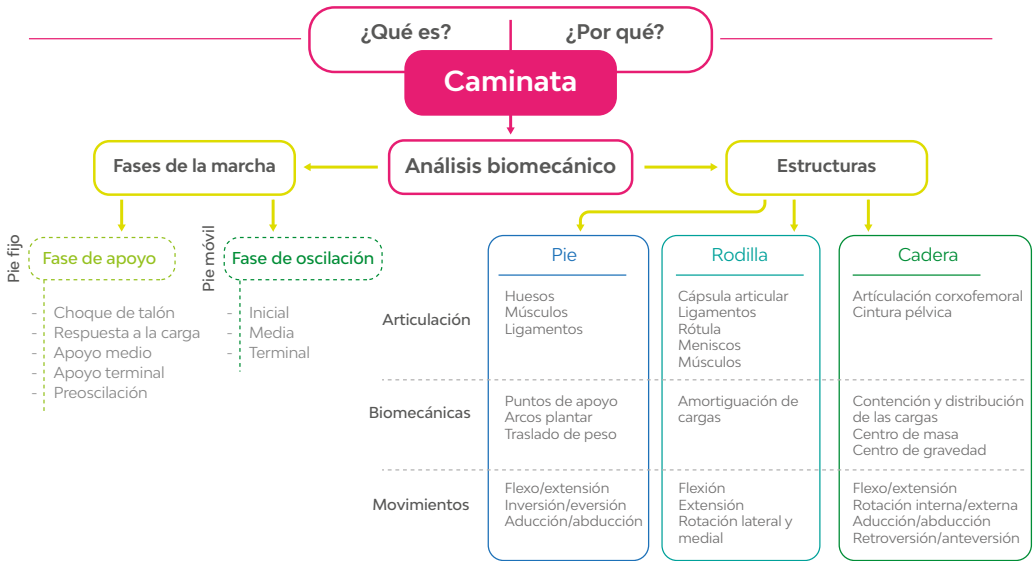 ¿Qué es?
¿Por qué?
Caminata
Fases de la marcha
Análisis biomecánico
Estructuras
Pie fijo
Fase de apoyo
- Choque de talón
- Respuesta a la carga
- Apoyo medio
- Apoyo terminal
- Preoscilación
Pie móvil
Fase de oscilación
- Inicial
- Media
- Terminal
Pie
Rodilla
Cadera
Articulación
Huesos
Músculos
Ligamentos
Cápsula articular
Ligamentos
Rótula
Meniscos
Músculos
Artículación corxofemoral
Cintura pélvica
Biomecánicas
Puntos de apoyo
Arcos plantar
Traslado de peso
Amortiguación de
cargas
Contención y distribución
de las cargas
Centro de masa
Centro de gravedad
Movimientos
Flexo/extensión
Inversión/eversión
Aducción/abducción
Flexión
Extensión
Rotación lateral y
medial
Flexo/extensión
Rotación interna/externa
Aducción/abducción
Retroversión/anteversión